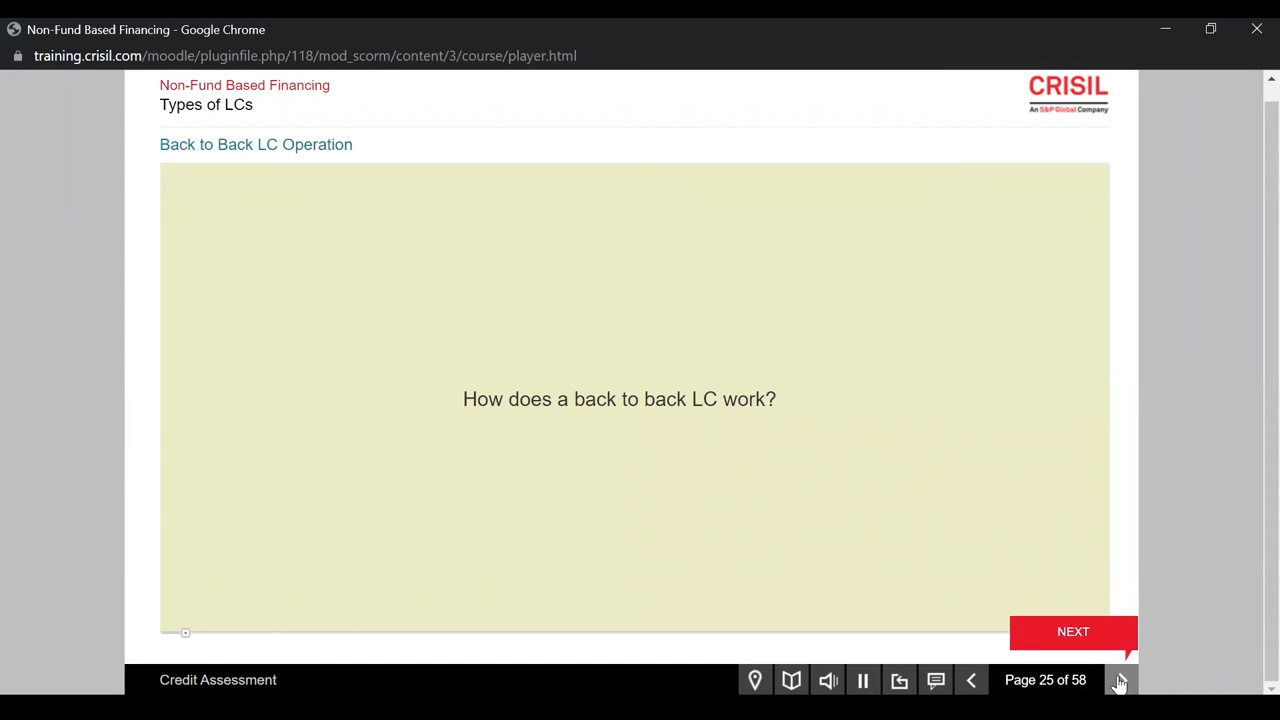 Non-Fund Based Financing - Google Chrome
training.crisil.com/moodle/pluginfile.php/118/mod_scorm/content/3/course/player.html
Non-Fund Based Financing
Types of LCs
CRISIL
An S&P Global Company
Back to Back LC Operation
How does a back to back LC work?
NEXT
Credit Assessment
Page 25 of 58